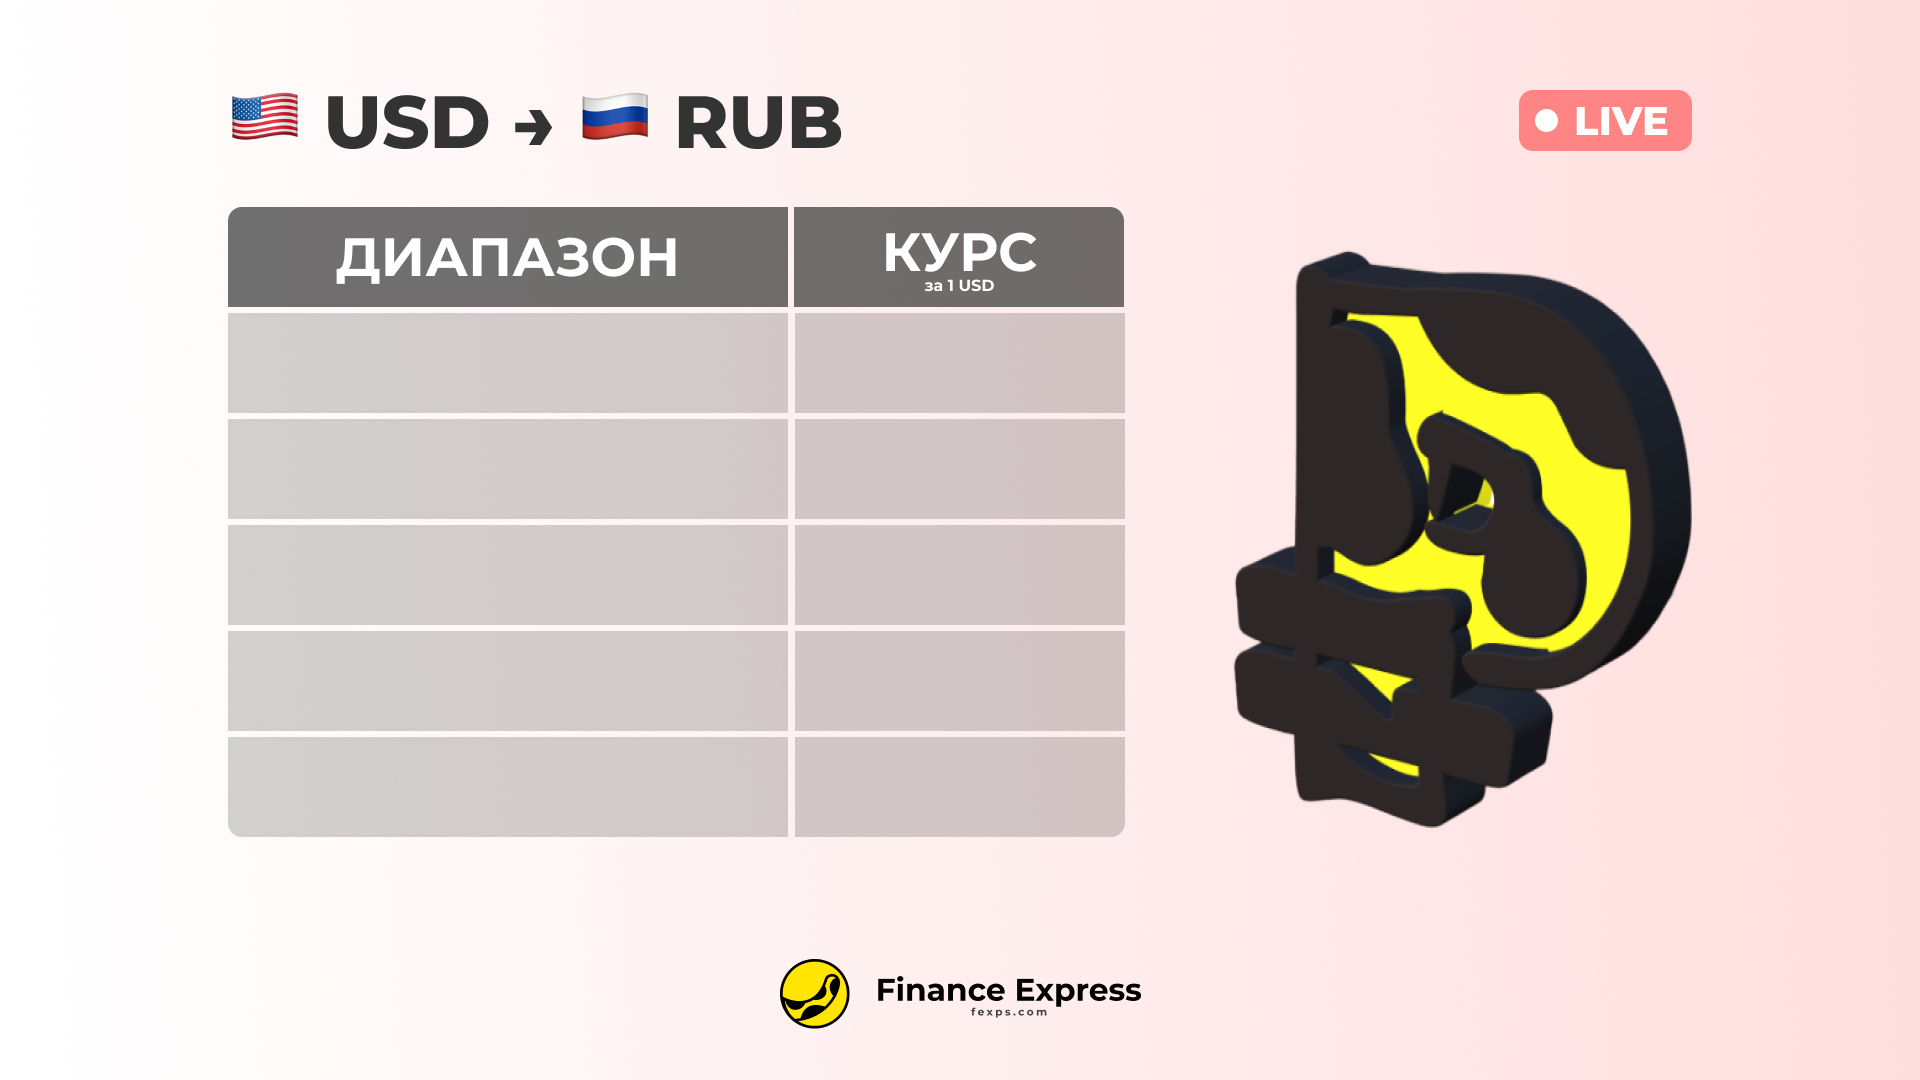 USD → RUB
LIVE
ДИАПАЗОН
КУРС
за 1 USD
Finance Express
fexps.com